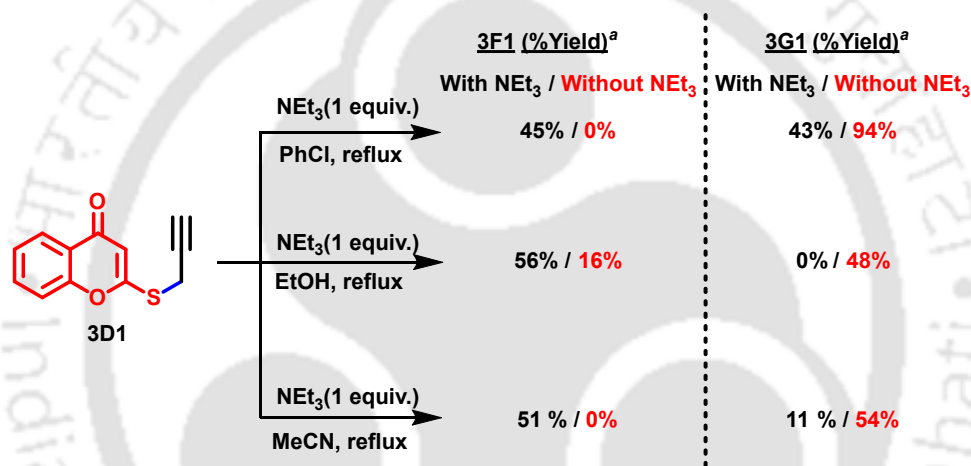 3F1 (%Yield)a
3G1 (%Yield)a
With NEt3 / Without NEt3
With NEt3 / Without NEt3
NEt3(1 equiv.)
PhCl, reflux
45% / 0%
43% / 94%
O
O
S
3D1
NEt3(1 equiv.)
EtOH, reflux
56% / 16%
0% / 48%
NEt3(1 equiv.)
MeCN, reflux
51 % / 0%
11 % / 54%